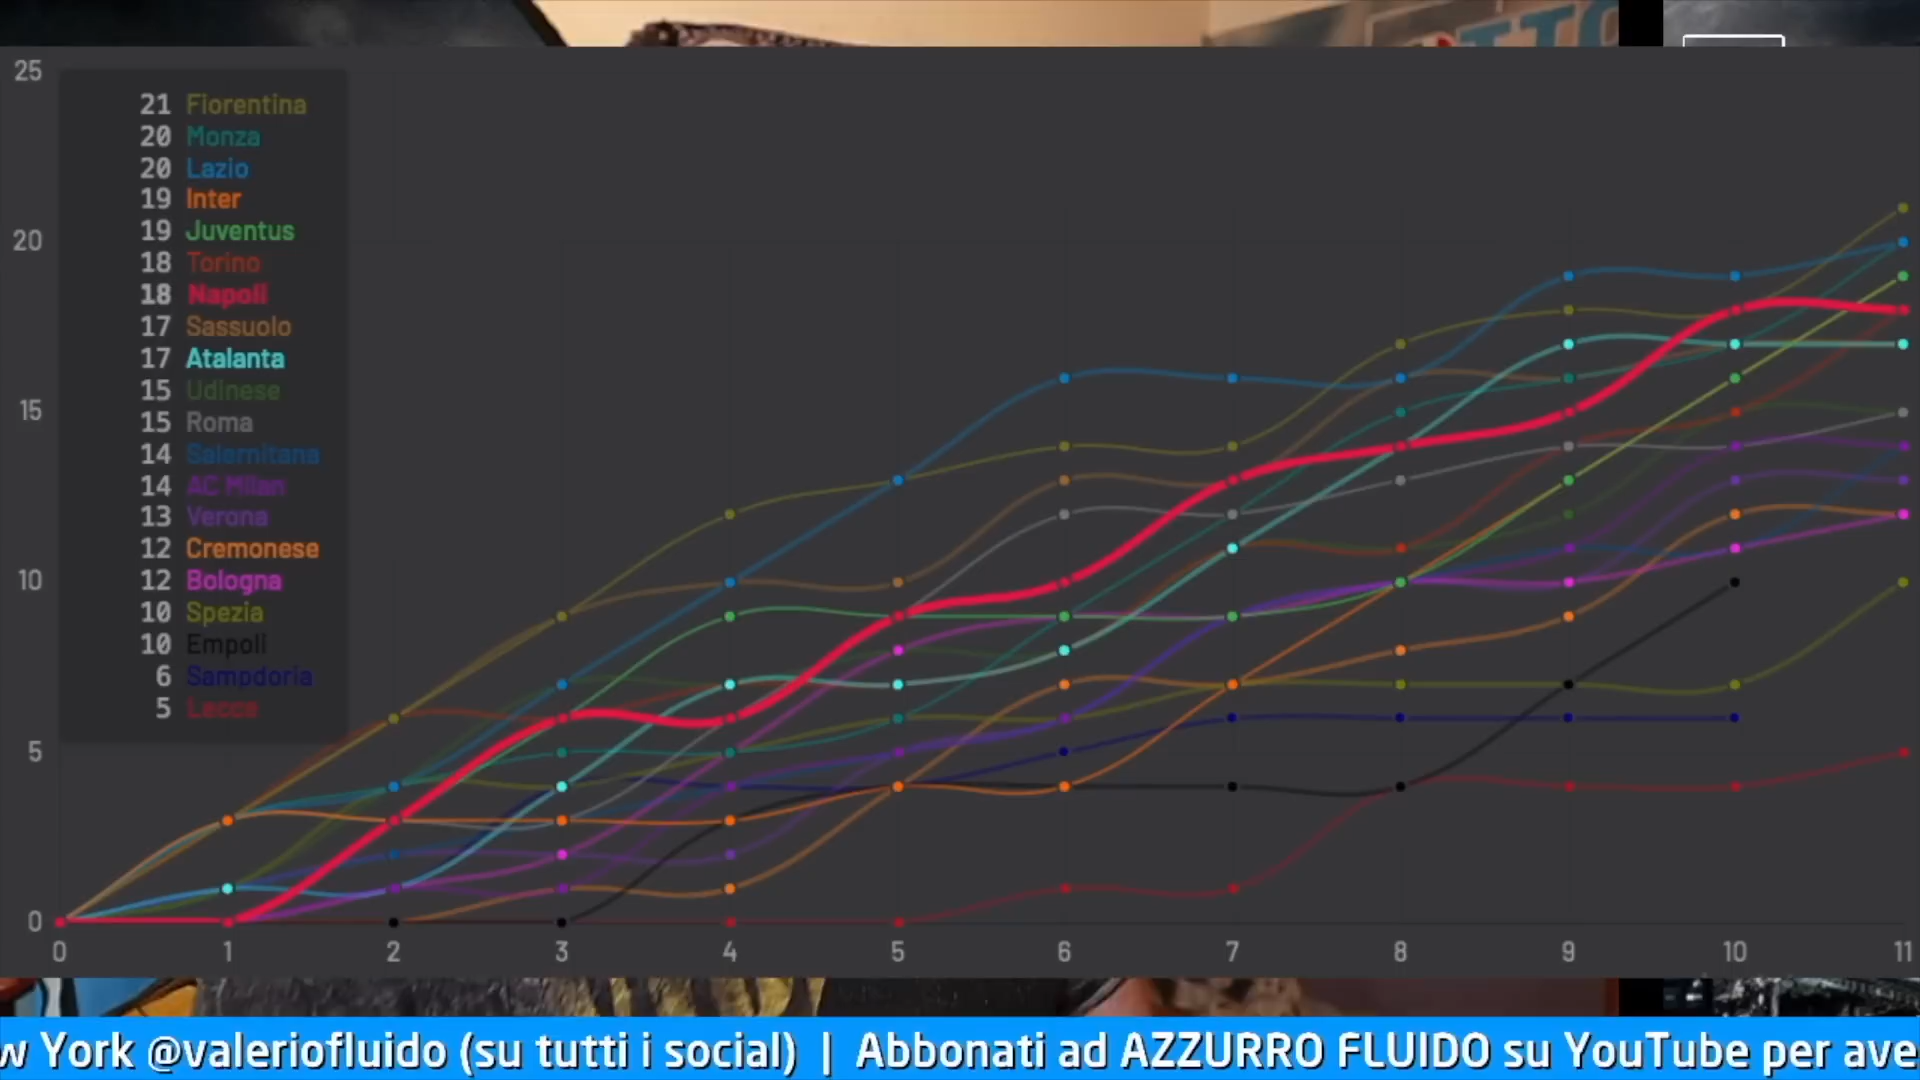 25
21 Fiorentina
20 Monza
20 Lazio
19 Inter
19 Juventus
18 Torino
18 Napoli
17 Sassuolo
17 Atalanta
15 Udinese
15 Roma
14 Salernitana
14 AC Milan
13 Verona
12 Cremonese
12 Bologna
10 Spezia
10 Empoli
6 Sampdoria
5 Lecce
20
15
10
5
0
0 1 2 3 4 5 6 7 8 9 10 11
w York @valeriofluido (su tutti i social) | Abbonati ad AZZURRO FLUIDO su YouTube per ave